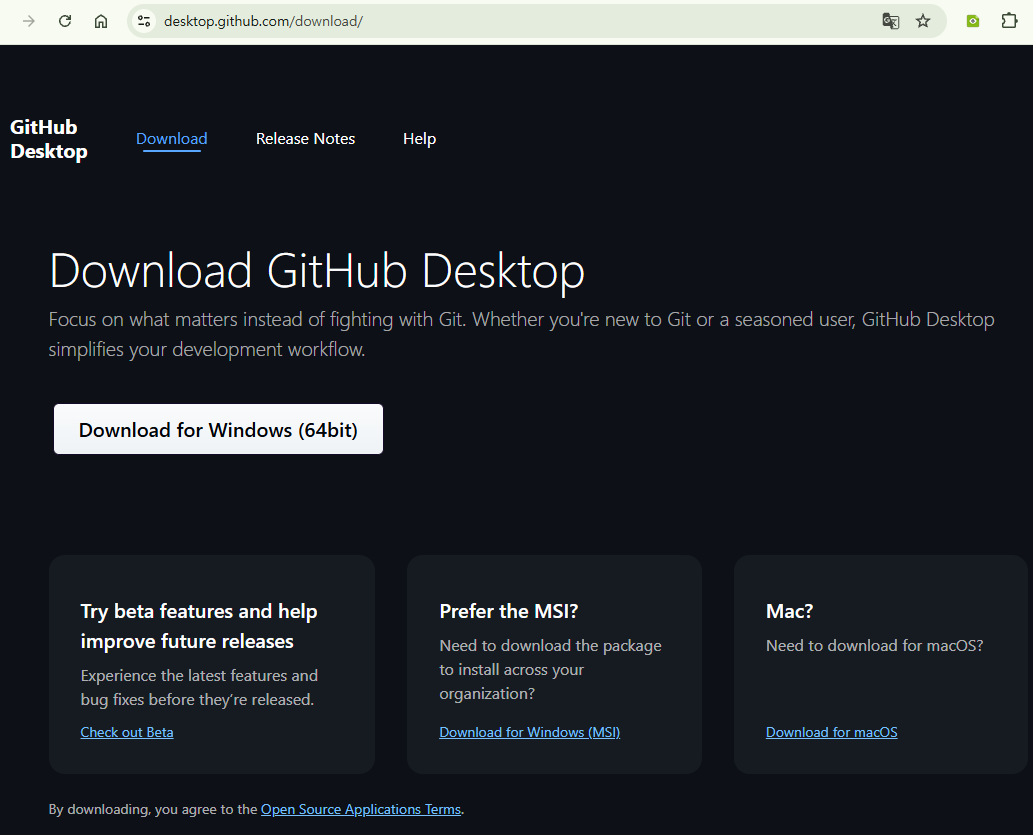 desktop.github.com/download/
GitHub
Desktop
Download
Release Notes
Help
Download GitHub Desktop
Focus on what matters instead of fighting with Git. Whether you're new to Git or a seasoned user, GitHub Desktop
simplifies your development workflow.
Download for Windows (64bit)
Try beta features and help
improve future releases
Experience the latest features and
bug fixes before they’re released.
Check out Beta
Prefer the MSI?
Need to download the package
to install across your
organization?
Download for Windows (MSI)
Mac?
Need to download for macOS?
Download for macOS
By downloading, you agree to the Open Source Applications Terms.